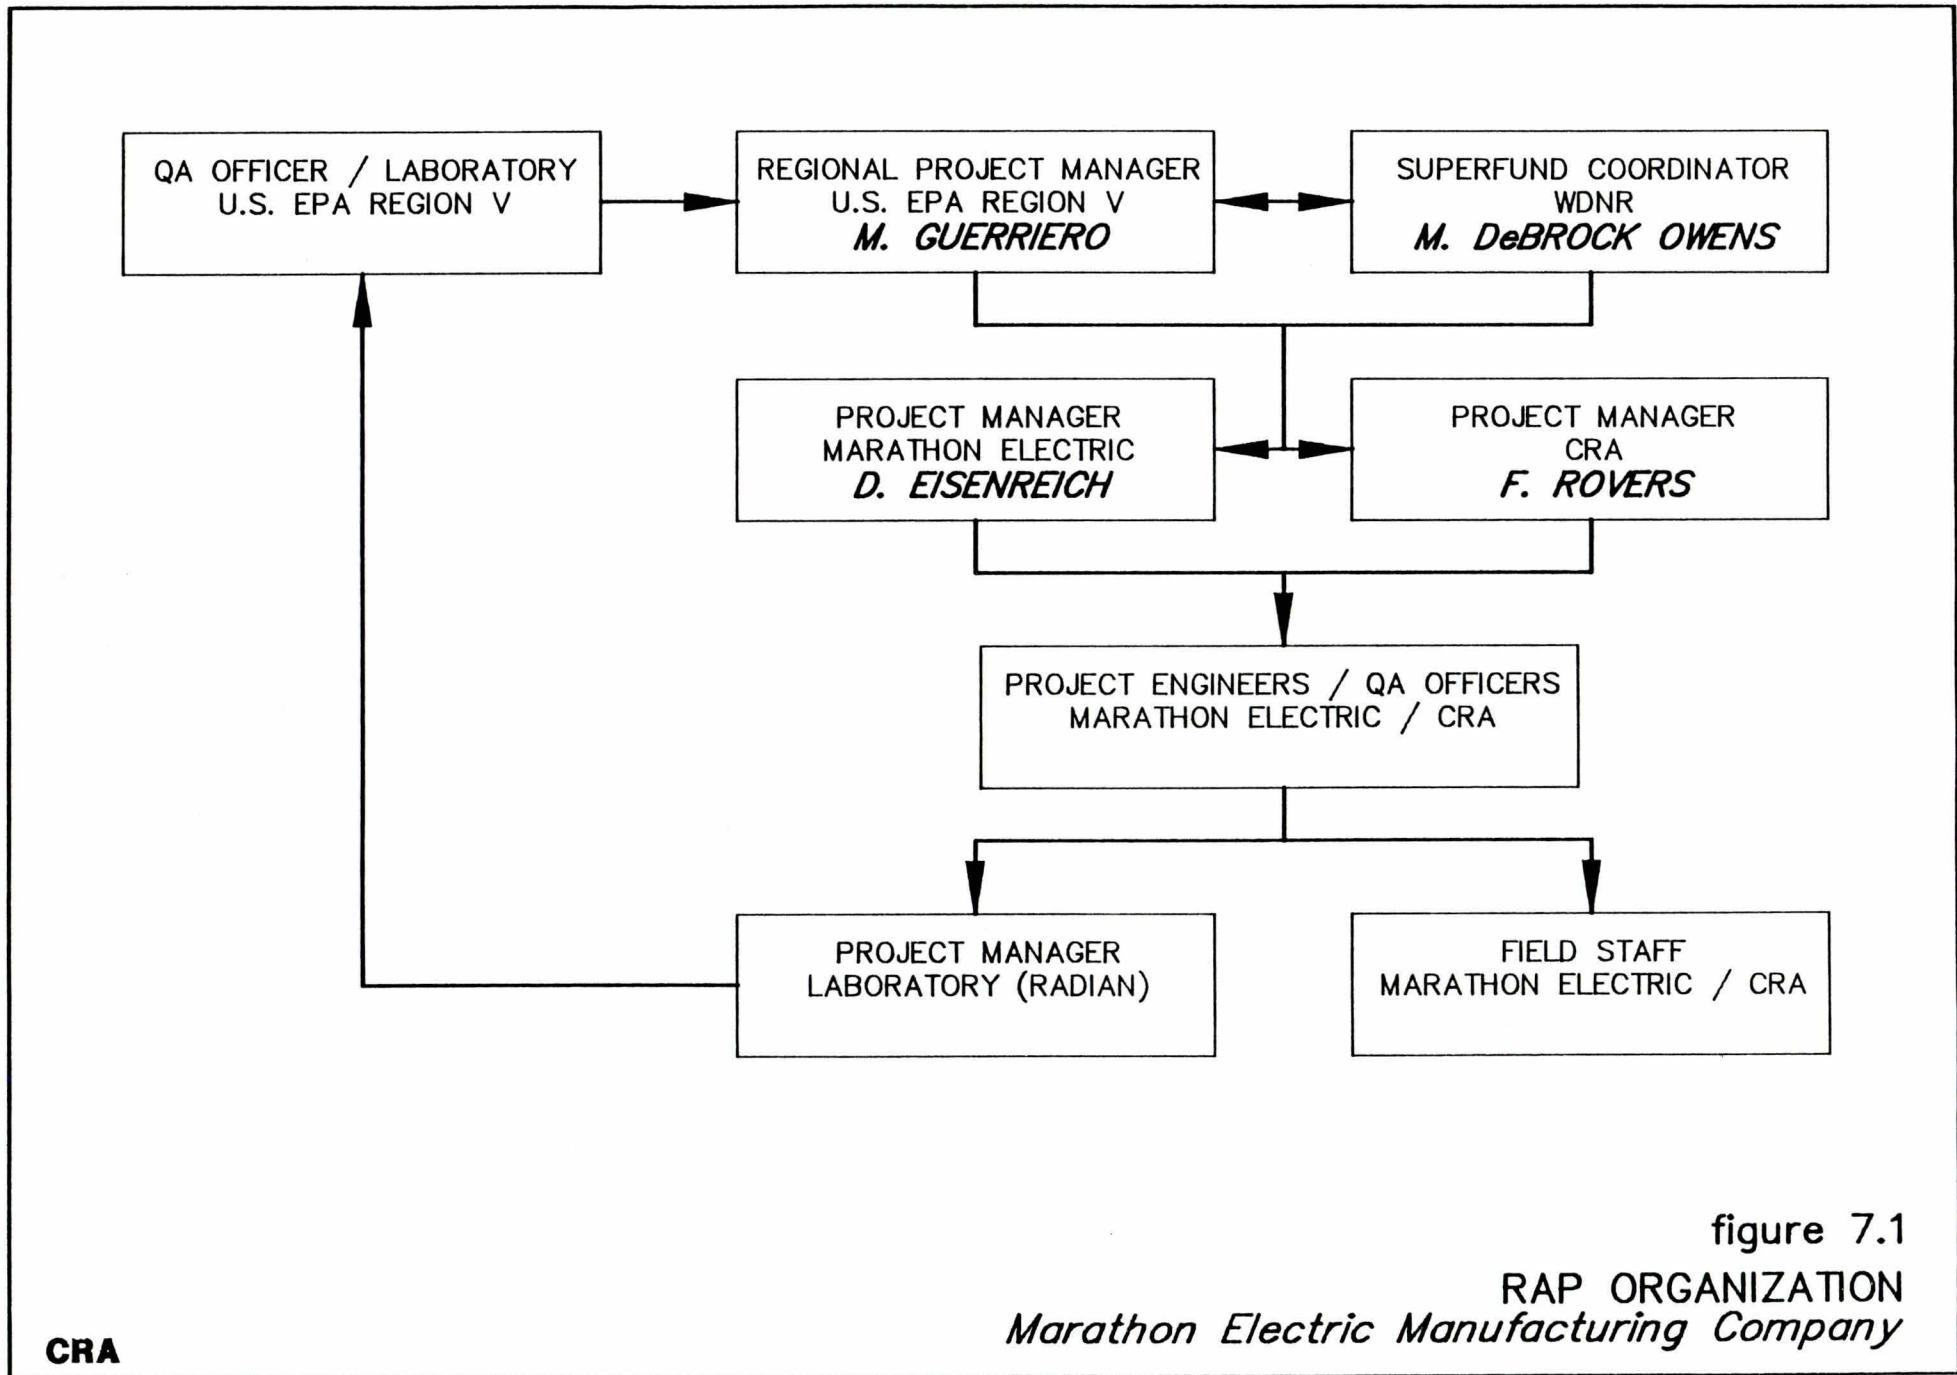 QA OFFICER / LABORATORY
U.S. EPA REGION V
REGIONAL PROJECT MANAGER
U.S. EPA REGION V
M. GUERRIERO
SUPERFUND COORDINATOR
WDNR
M. DeBROCK OWENS
PROJECT MANAGER
MARATHON ELECTRIC
D. EISENREICH
PROJECT MANAGER
CRA
F. ROVERS
PROJECT ENGINEERS / QA OFFICERS
MARATHON ELECTRIC / CRA
PROJECT MANAGER
LABORATORY (RADIAN)
FIELD STAFF
MARATHON ELECTRIC / CRA
figure 7.1
RAP ORGANIZATION
Marathon Electric Manufacturing Company
CRA